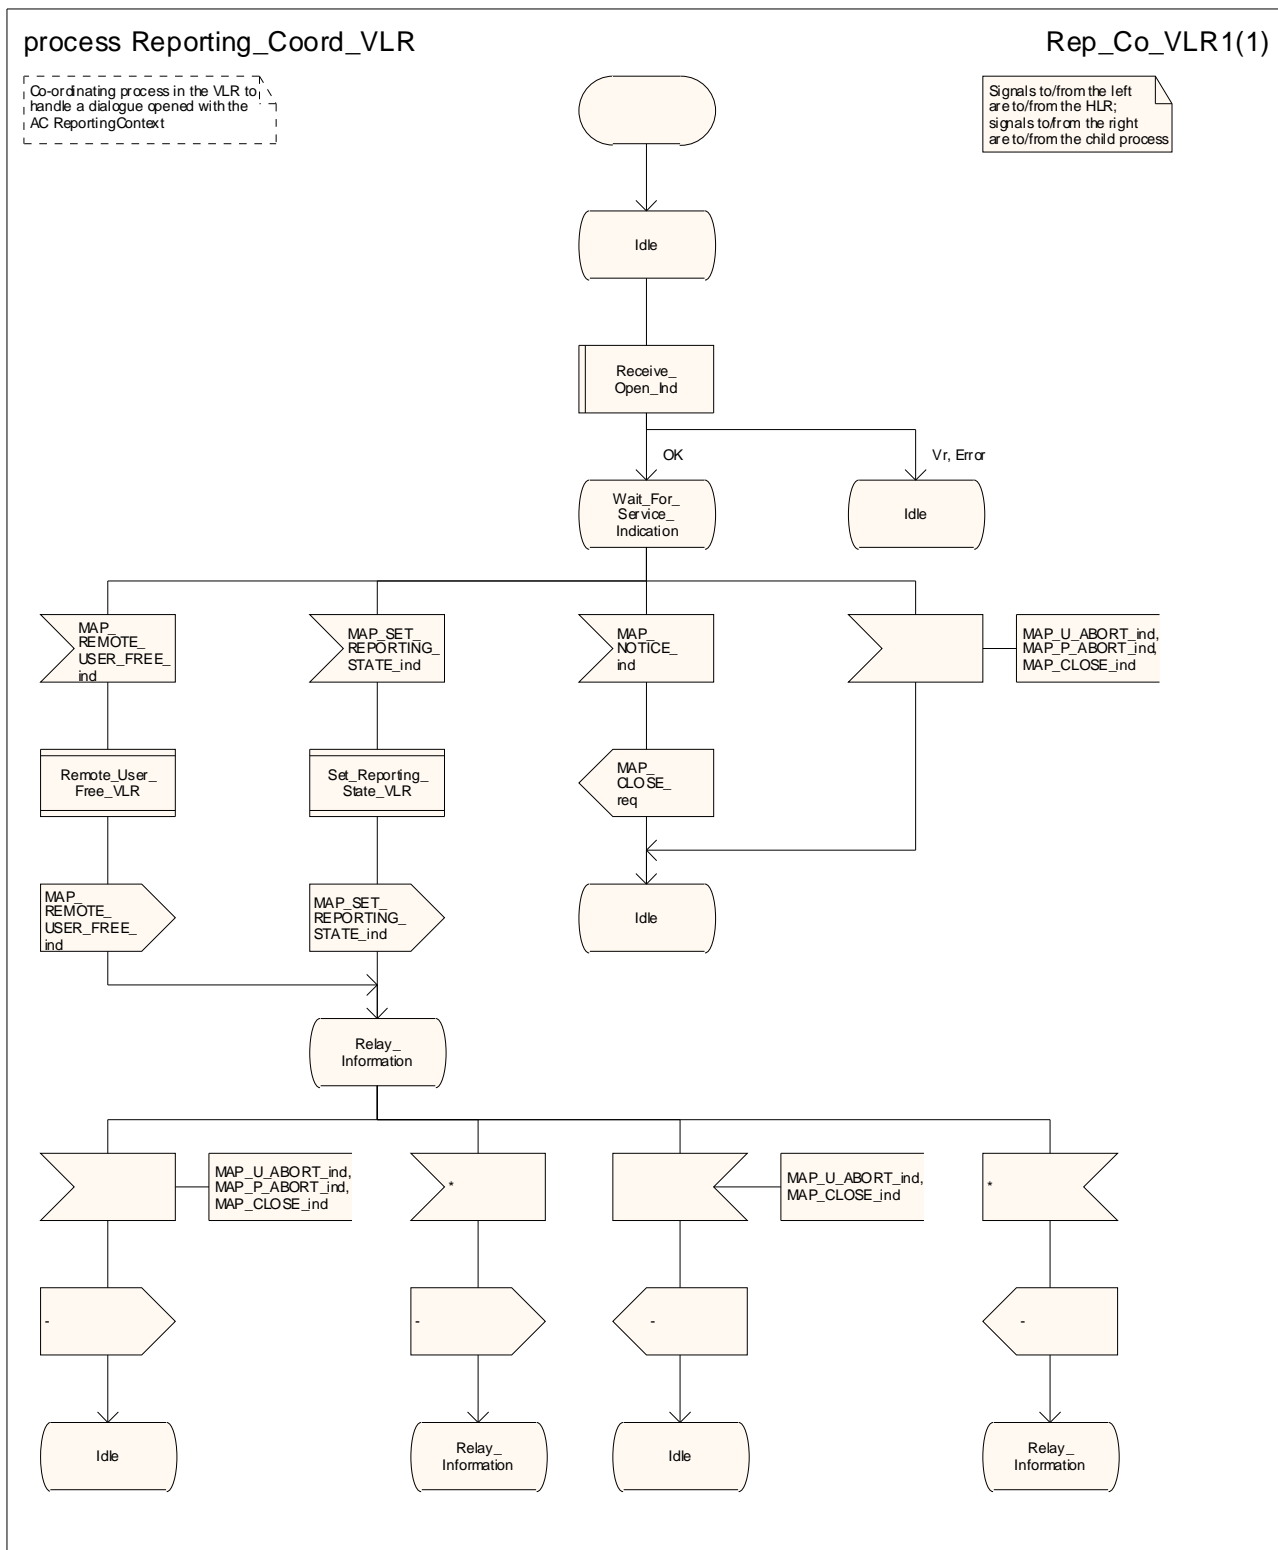 process Reporting_Coord_VLR
Rep_Co_VLR1(1)
Co-ordinating process in the VLR to
handle a dialogue opened with the
AC ReportingContext
Signals to/from the left
are to/from the HLR;
signals to/from the right
are to/from the child process
Idle
Receive_
Open_Ind
OK
Vr, Error
Wait_For_
Service_
Indication
Idle
MAP_
REMOTE_
USER_FREE_
ind
MAP_SET_
REPORTING_
STATE_ind
MAP_
NOTICE_
ind
MAP_U_ABORT_ind,
MAP_P_ABORT_ind,
MAP_CLOSE_ind
Remote_User_
Free_VLR
Set_Reporting_
State_VLR
MAP_
CLOSE_
req
MAP_
REMOTE_
USER_FREE_
ind
MAP_SET_
REPORTING_
STATE_ind
Idle
Relay_
Information
MAP_U_ABORT_ind,
MAP_P_ABORT_ind,
MAP_CLOSE_ind
*
MAP_U_ABORT_ind,
MAP_CLOSE_ind
*
-
-
-
-
Idle
Relay_
Information
Idle
Relay_
Information